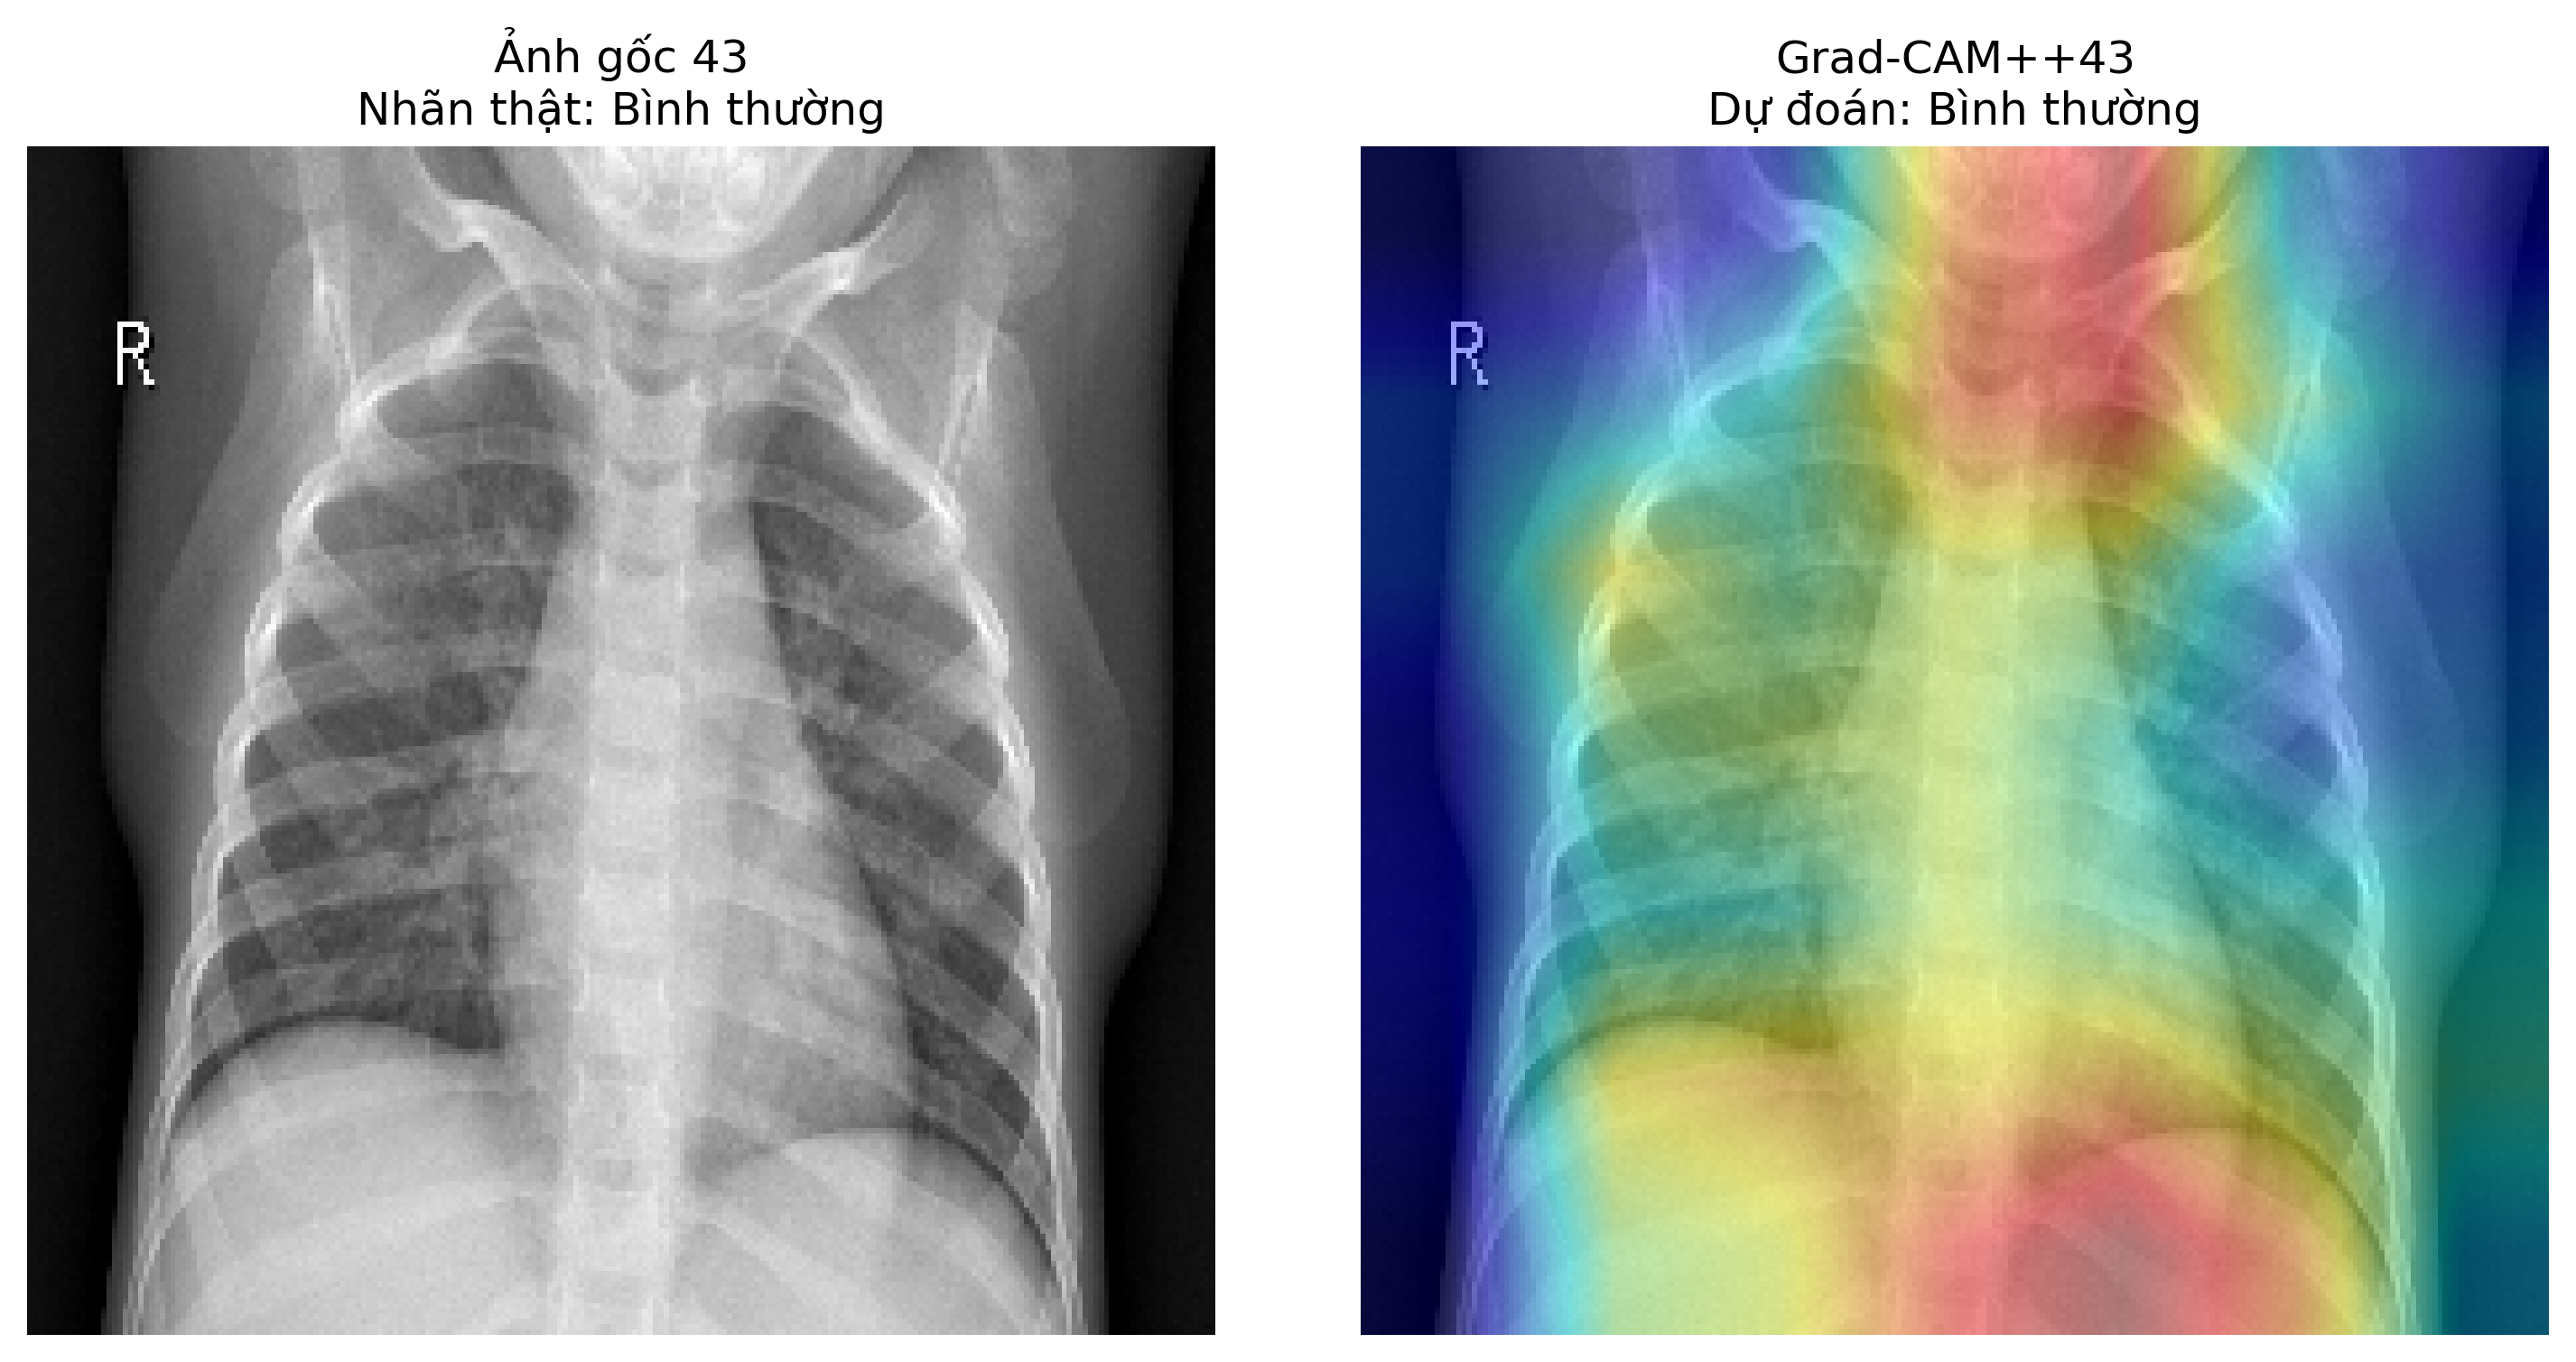 Ảnh gốc 43
Nhãn thật: Bình thường
Grad-CAM++43
Dự đoán: Bình thường
R
R